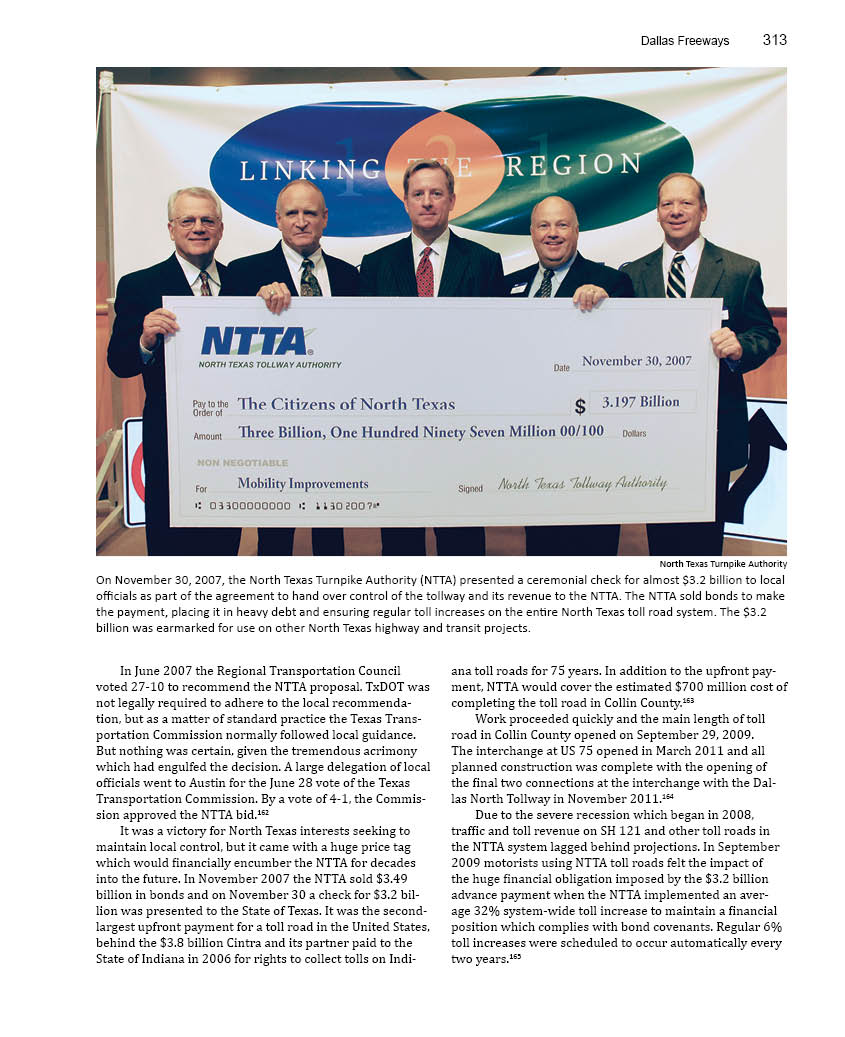 Dallas Freeways 313
LINKING THE REGION
1 2 1
NTTA®
NORTH TEXAS TOLLWAY AUTHORITY
Date November 30, 2007
Pay to the
Order of The Citizens of North Texas $ 3.197 Billion
Amount Three Billion, One Hundred Ninety Seven Million 00/100 Dollars
NON NEGOTIABLE
For Mobility Improvements Signed North Texas Tollway Authority
⑆ 03300000000 ⑆ 11302007⑈
North Texas Turnpike Authority
On November 30, 2007, the North Texas Turnpike Authority (NTTA) presented a ceremonial check for almost $3.2 billion to local
officials as part of the agreement to hand over control of the tollway and its revenue to the NTTA. The NTTA sold bonds to make
the payment, placing it in heavy debt and ensuring regular toll increases on the entire North Texas toll road system. The $3.2
billion was earmarked for use on other North Texas highway and transit projects.
In June 2007 the Regional Transportation Council
voted 27-10 to recommend the NTTA proposal. TxDOT was
not legally required to adhere to the local recommenda-
tion, but as a matter of standard practice the Texas Trans-
portation Commission normally followed local guidance.
But nothing was certain, given the tremendous acrimony
which had engulfed the decision. A large delegation of local
officials went to Austin for the June 28 vote of the Texas
Transportation Commission. By a vote of 4-1, the Commis-
sion approved the NTTA bid.¹⁶²
It was a victory for North Texas interests seeking to
maintain local control, but it came with a huge price tag
which would financially encumber the NTTA for decades
into the future. In November 2007 the NTTA sold $3.49
billion in bonds and on November 30 a check for $3.2 bil-
lion was presented to the State of Texas. It was the second-
largest upfront payment for a toll road in the United States,
behind the $3.8 billion Cintra and its partner paid to the
State of Indiana in 2006 for rights to collect tolls on Indi-
ana toll roads for 75 years. In addition to the upfront pay-
ment, NTTA would cover the estimated $700 million cost of
completing the toll road in Collin County.¹⁶³
Work proceeded quickly and the main length of toll
road in Collin County opened on September 29, 2009.
The interchange at US 75 opened in March 2011 and all
planned construction was complete with the opening of
the final two connections at the interchange with the Dal-
las North Tollway in November 2011.¹⁶⁴
Due to the severe recession which began in 2008,
traffic and toll revenue on SH 121 and other toll roads in
the NTTA system lagged behind projections. In September
2009 motorists using NTTA toll roads felt the impact of
the huge financial obligation imposed by the $3.2 billion
advance payment when the NTTA implemented an aver-
age 32% system-wide toll increase to maintain a financial
position which complies with bond covenants. Regular 6%
toll increases were scheduled to occur automatically every
two years.¹⁶⁵